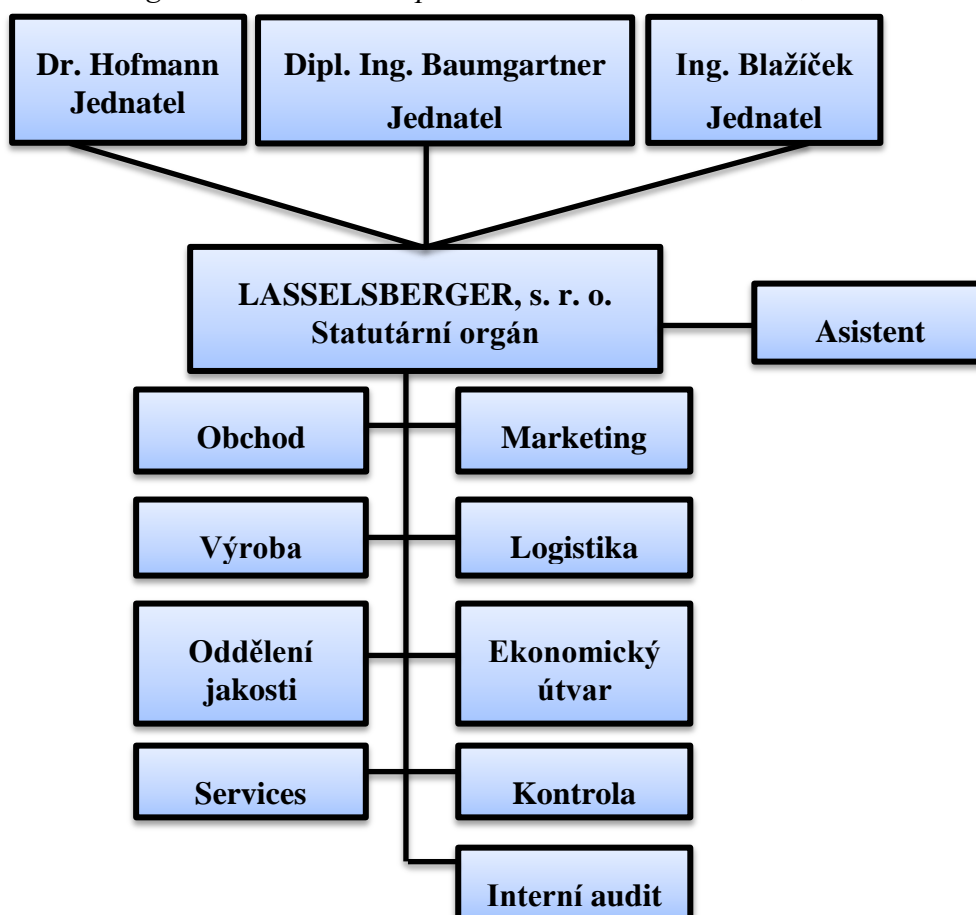 Dr. Hofmann
Jednatel
Dipl. Ing. Baumgartner
Jednatel
Ing. Blažíček
Jednatel
LASSELSBERGER, s. r. o.
Statutární orgán
Asistent
Obchod
Marketing
Výroba
Logistika
Oddělení
jakosti
Ekonomický
útvar
Services
Kontrola
Interní audit